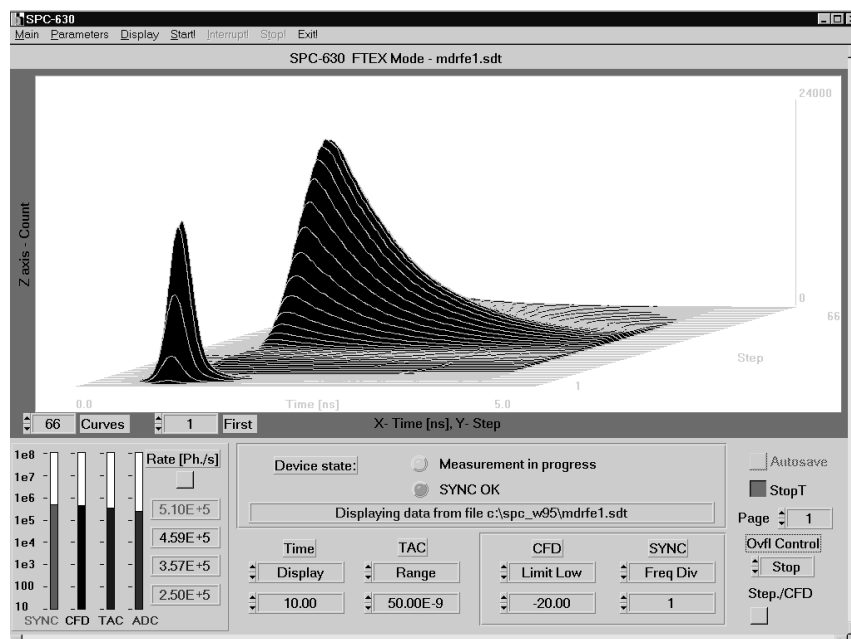 SPC-630
Main Parameters Display Start! Interrupt! Stop! Exit!
SPC-630 FTEX Mode - mdrfe1.sdt
24000
Z axis - Count
0
66
Step
1
0.0 Time [ns] 5.0
66 Curves 1 First X- Time [ns], Y- Step
1e8
1e7
1e6
1e5
1e4
1e3
100
10
SYNC CFD TAC ADC
Rate [Ph./s]
5.10E+5
4.59E+5
3.57E+5
2.50E+5
Device state:
Measurement in progress
SYNC OK
Displaying data from file c:\spc_w95\mdrfe1.sdt
Time TAC CFD SYNC
Display Range Limit Low Freq Div
10.00 50.00E-9 -20.00 1
Autosave
StopT
Page 1
Ovfl Control
Stop
Step./CFD